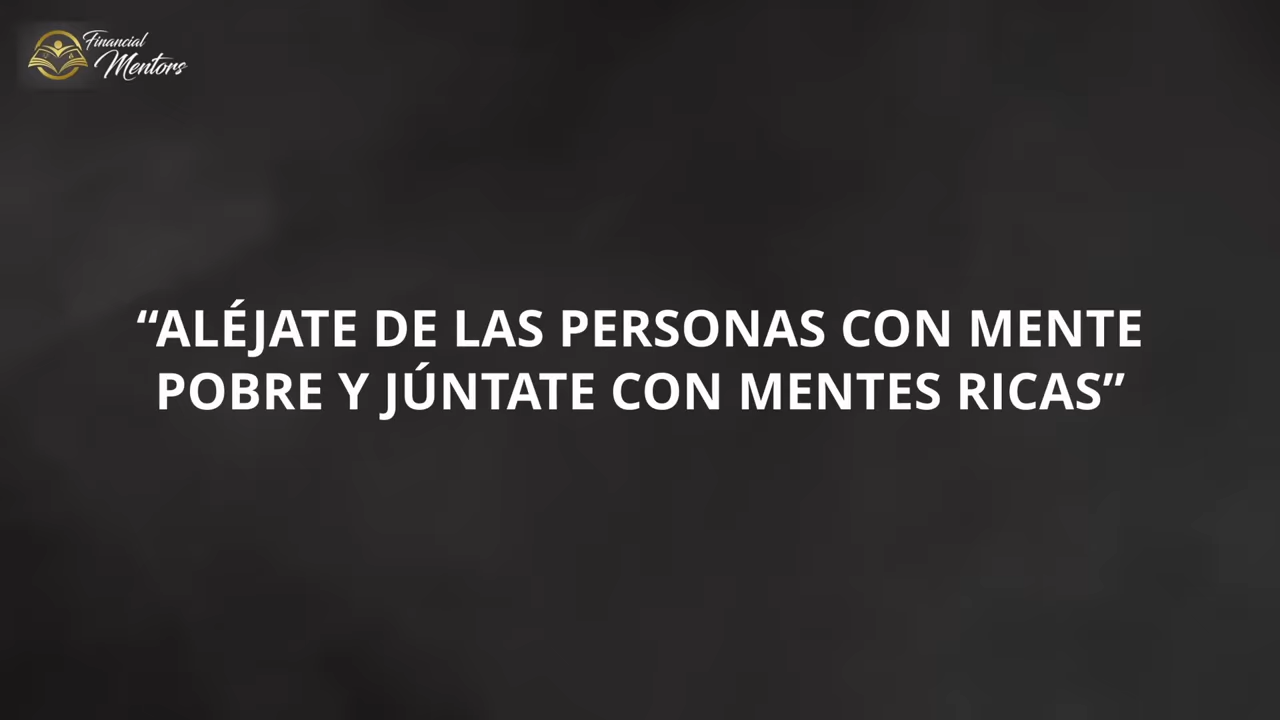 Financial
Mentors
“ALÉJATE DE LAS PERSONAS CON MENTE
POBRE Y JÚNTATE CON MENTES RICAS”